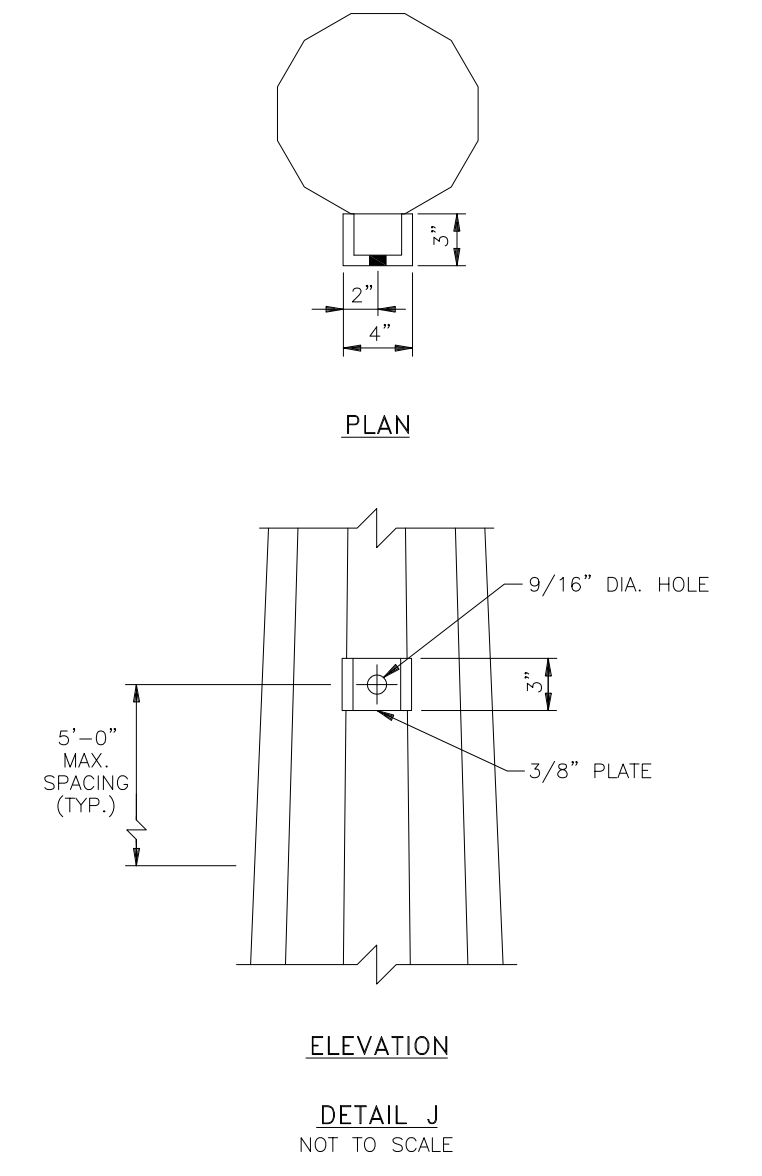 3”
2”
4”
PLAN
9/16” DIA. HOLE
3”
5’-0”
MAX.
SPACING
(TYP.)
3/8” PLATE
ELEVATION
DETAIL J
NOT TO SCALE